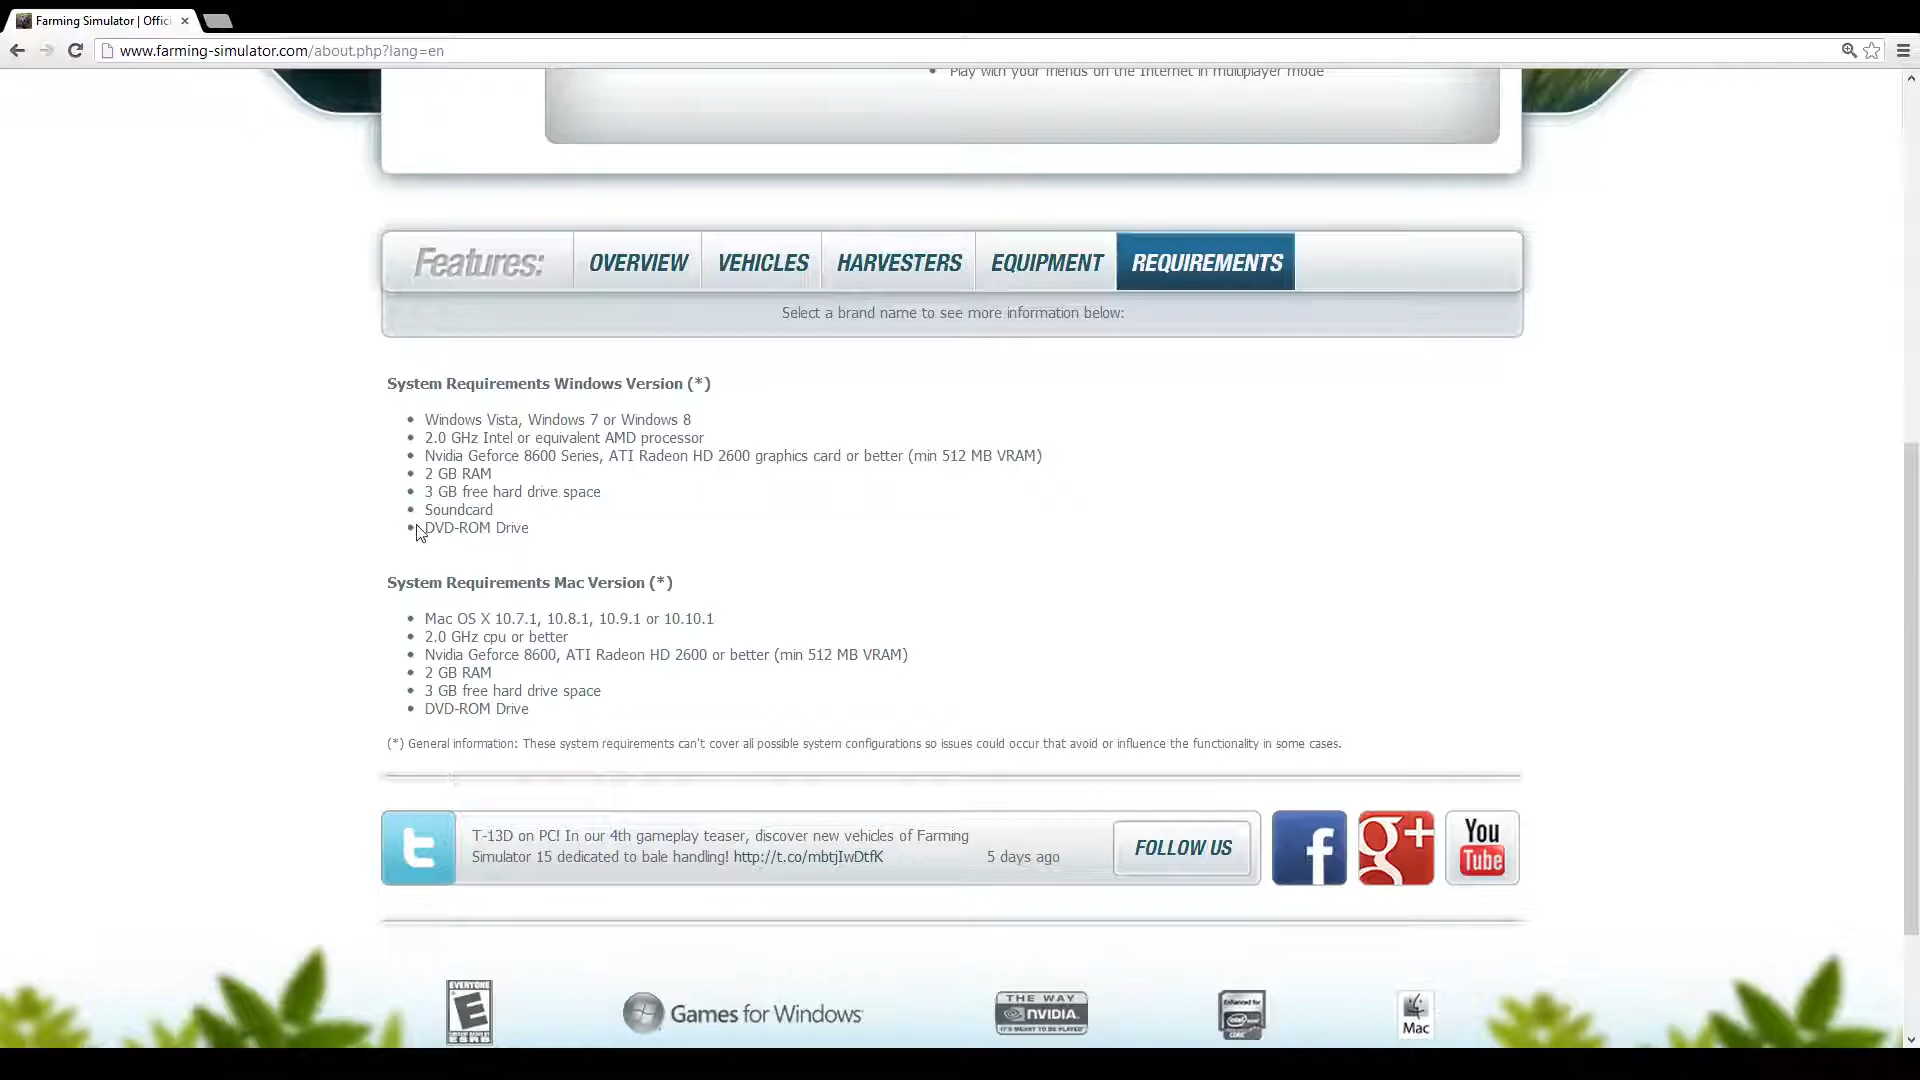 Farming Simulator | Offici
www.farming-simulator.com/about.php?lang=en
Play with your friends on the Internet in multiplayer mode
Features: OVERVIEW VEHICLES HARVESTERS EQUIPMENT REQUIREMENTS
Select a brand name to see more information below:
System Requirements Windows Version (*)
Windows Vista, Windows 7 or Windows 8
2.0 GHz Intel or equivalent AMD processor
Nvidia Geforce 8600 Series, ATI Radeon HD 2600 graphics card or better (min 512 MB VRAM)
2 GB RAM
3 GB free hard drive space
Soundcard
DVD-ROM Drive
System Requirements Mac Version (*)
Mac OS X 10.7.1, 10.8.1, 10.9.1 or 10.10.1
2.0 GHz cpu or better
Nvidia Geforce 8600, ATI Radeon HD 2600 or better (min 512 MB VRAM)
2 GB RAM
3 GB free hard drive space
DVD-ROM Drive
(*) General information: These system requirements can't cover all possible system configurations so issues could occur that avoid or influence the functionality in some cases.
T-13D on PC! In our 4th gameplay teaser, discover new vehicles of Farming
Simulator 15 dedicated to bale handling! http://t.co/mbtjIwDtfK 5 days ago
FOLLOW US
f
g+
You
Tube
EVERYONE
E
ESRB
Games for Windows
THE WAY
NVIDIA
IT'S MEANT TO BE PLAYED
Enhanced for
intel
CORE
Mac